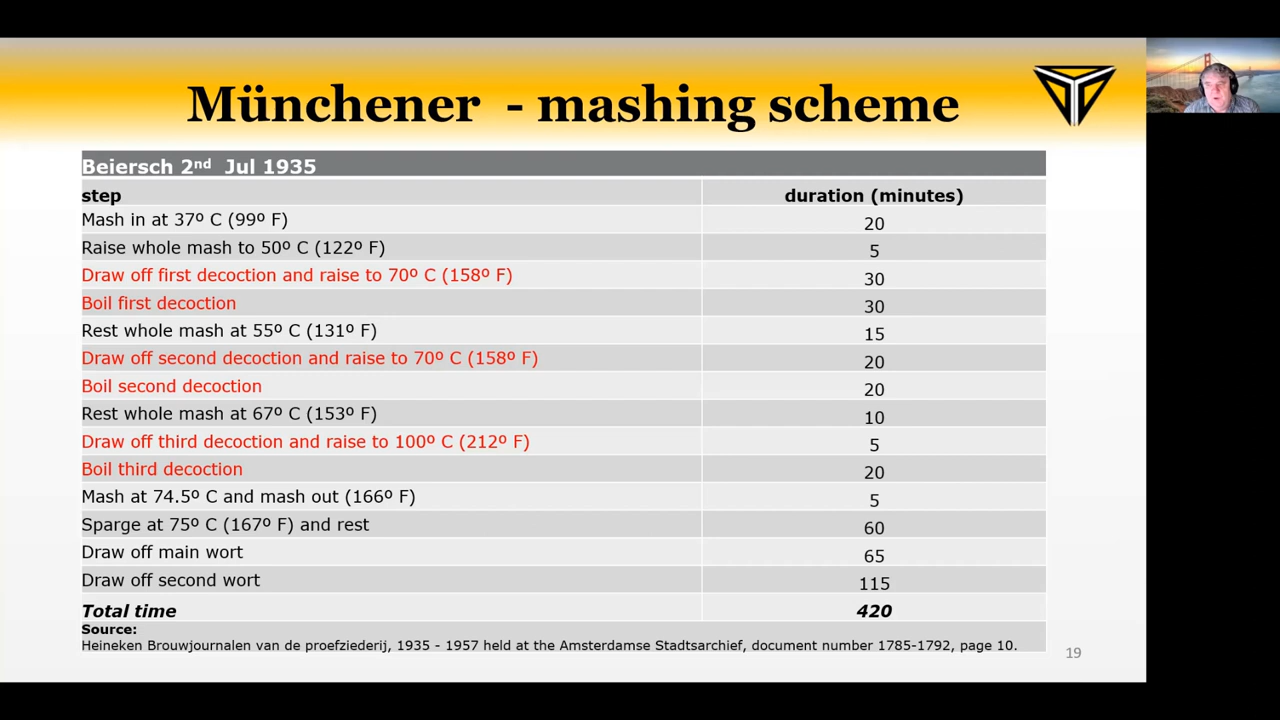 Münchener - mashing scheme
Beiersch 2nd Jul 1935
step duration (minutes)
Mash in at 37º C (99º F) 20
Raise whole mash to 50º C (122º F) 5
Draw off first decoction and raise to 70º C (158º F) 30
Boil first decoction 30
Rest whole mash at 55º C (131º F) 15
Draw off second decoction and raise to 70º C (158º F) 20
Boil second decoction 20
Rest whole mash at 67º C (153º F) 10
Draw off third decoction and raise to 100º C (212º F) 5
Boil third decoction 20
Mash at 74.5º C and mash out (166º F) 5
Sparge at 75º C (167º F) and rest 60
Draw off main wort 65
Draw off second wort 115
Total time 420
Source:
Heineken Brouwjournalen van de proefziederij, 1935 - 1957 held at the Amsterdamse Stadtsarchief, document number 1785-1792, page 10.
19